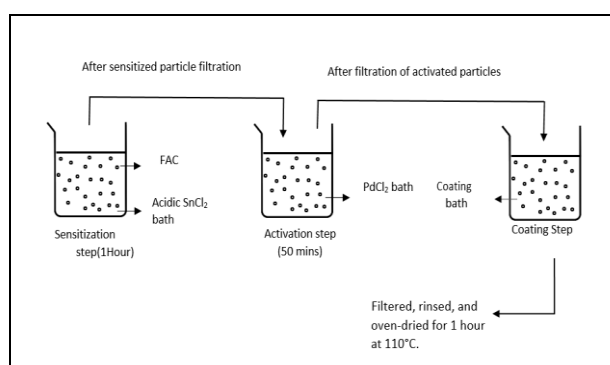 After sensitized particle filtration
After filtration of activated particles
FAC
Acidic SnCl₂
bath
Sensitization
step(1Hour)
PdCl₂ bath
Activation step
(50 mins)
Coating
bath
Coating Step
Filtered, rinsed, and
oven-dried for 1 hour
at 110°C.